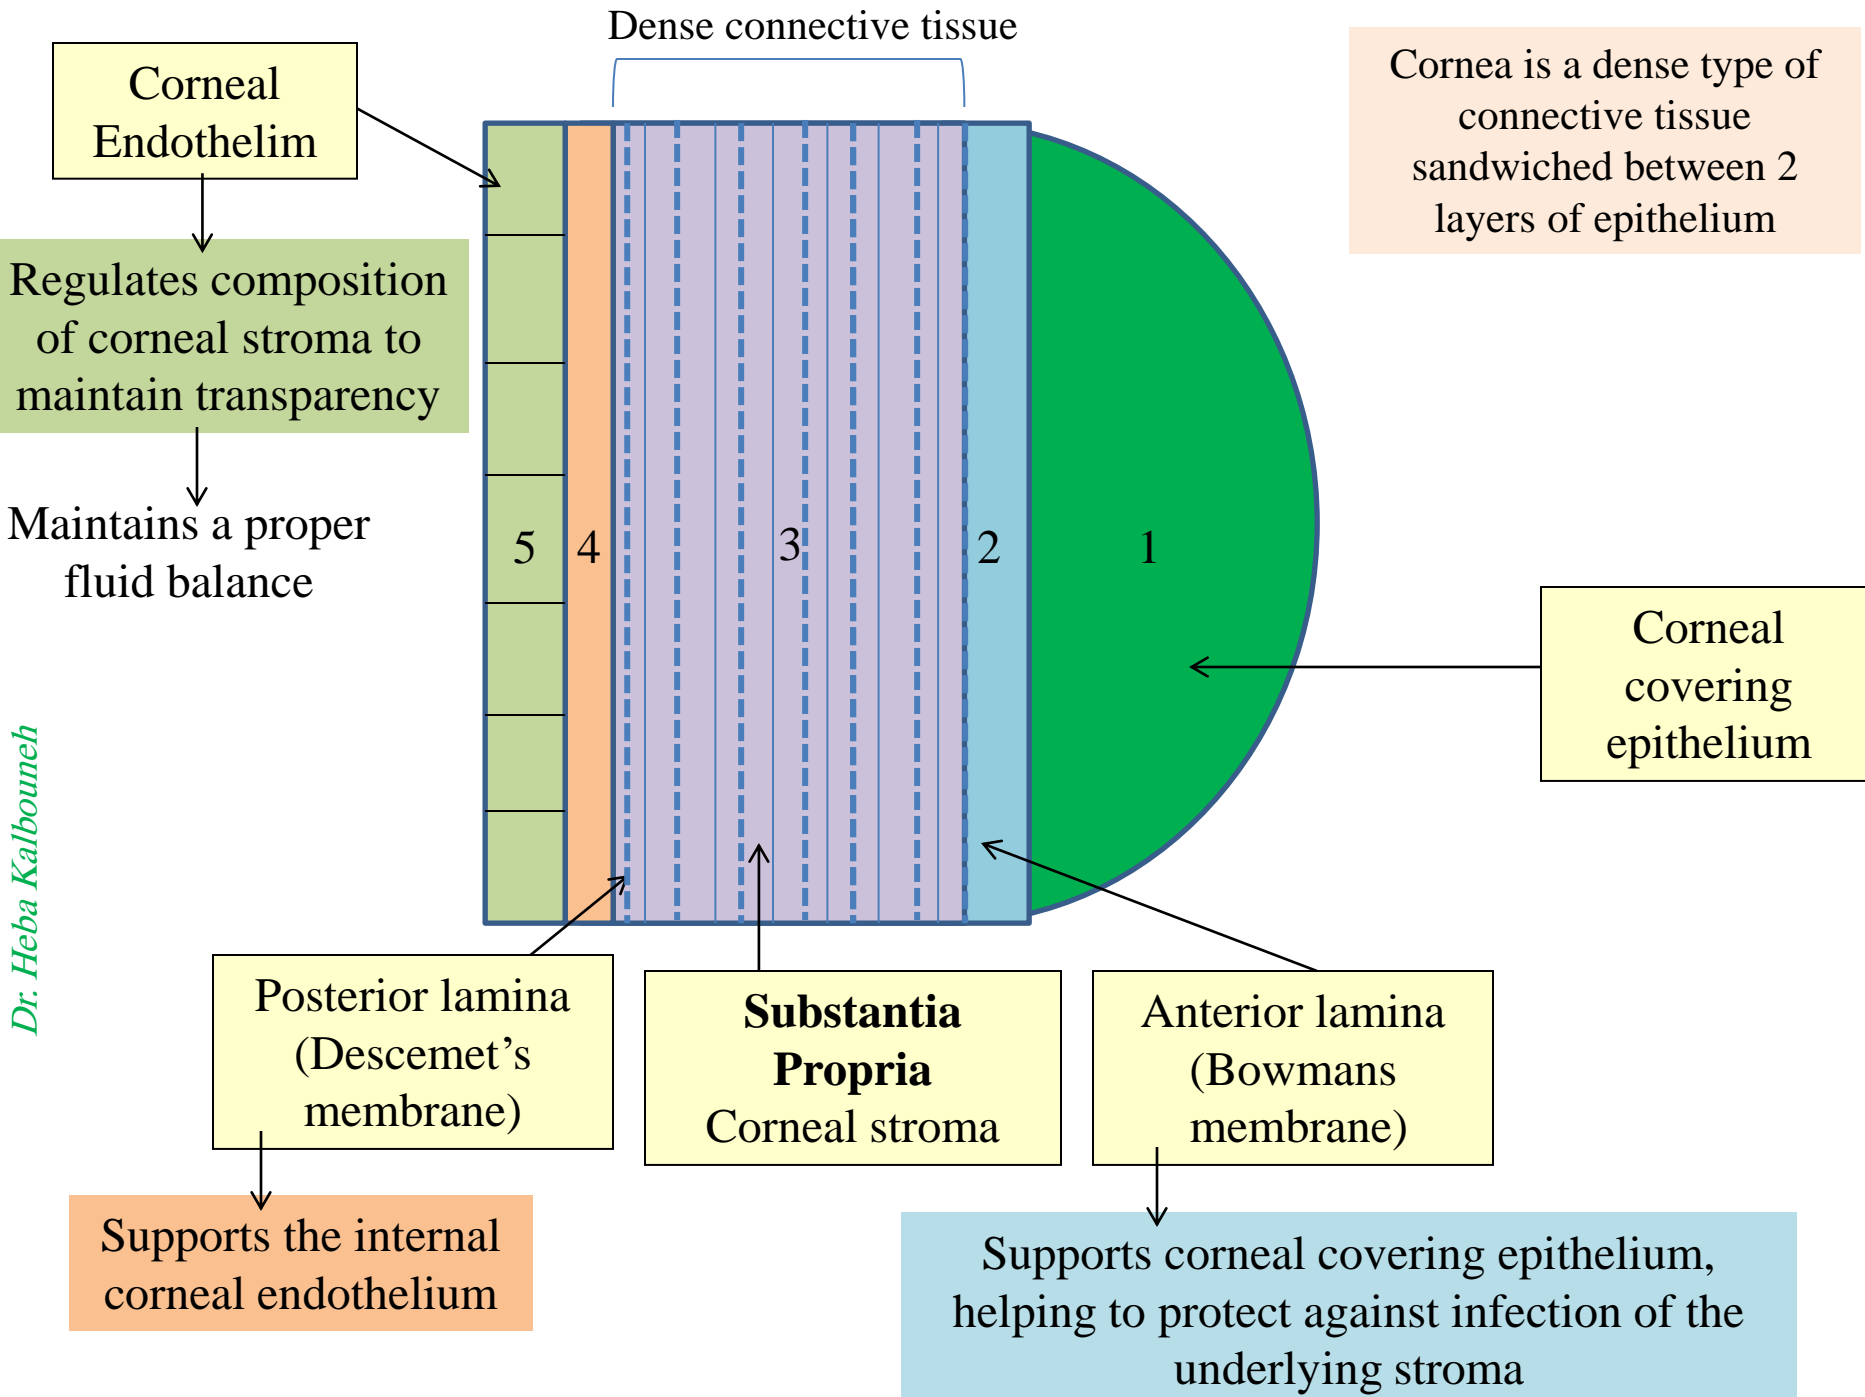 Dense connective tissue
Corneal
Endothelim
Cornea is a dense type of
connective tissue
sandwiched between 2
layers of epithelium
Regulates composition
of corneal stroma to
maintain transparency
Maintains a proper
fluid balance
5
4
3
2
1
Corneal
covering
epithelium
Dr. Heba Kalbouneh
Posterior lamina
(Descemet’s
membrane)
Substantia
Propria
Corneal stroma
Anterior lamina
(Bowmans
membrane)
Supports the internal
corneal endothelium
Supports corneal covering epithelium,
helping to protect against infection of the
underlying stroma